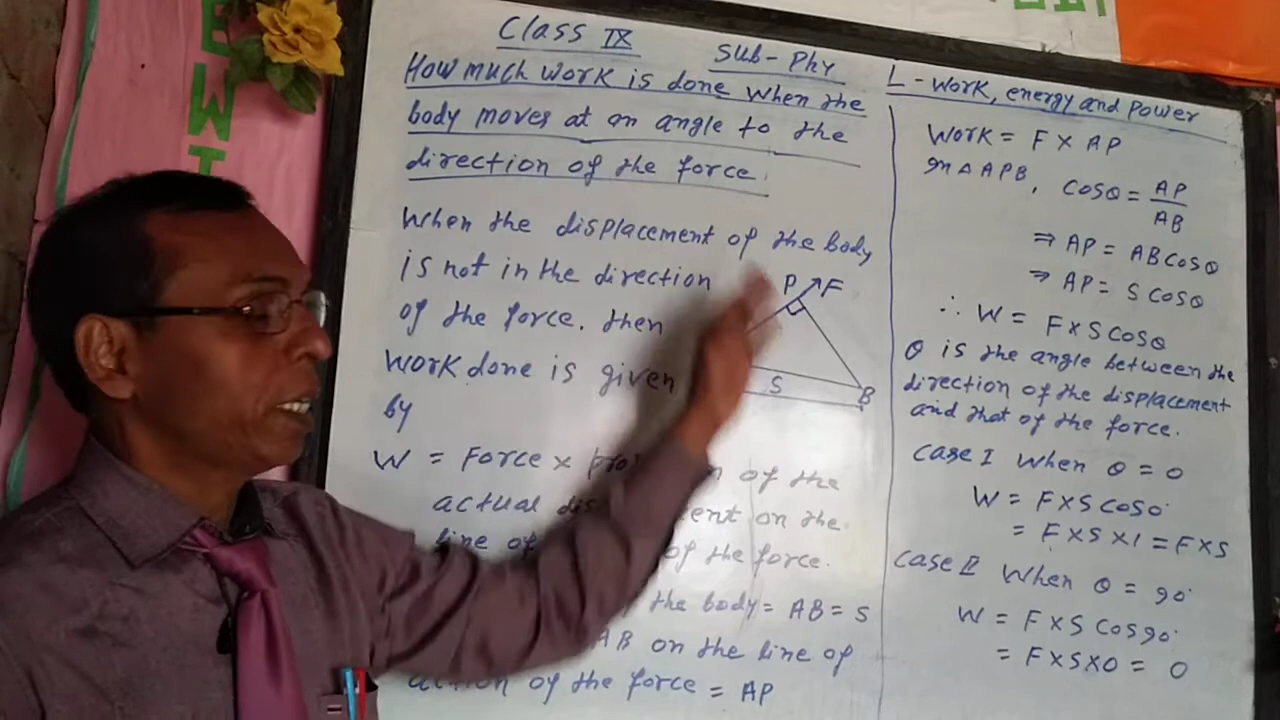 EWT
Class IX
Sub- Phy
L - Work, energy and power
How much work is done when the
body moves at an angle to the
direction of the force.
When the displacement of the body
is not in the direction
of the force. then
work done is given
by
P F
S
B
W = Force x
of the
actual
on the
line of
of the force.
the body = AB = S
AB on the line of
action of the force = AP
Work = F X AP
In △ APB, cosθ = AP/AB
⇒ AP = AB cosθ
⇒ AP = S cosθ
∴ W = F x S cosθ
θ is the angle between the
direction of the displacement
and that of the force.
case I When θ = 0
W = F x S cos0°
= F x S x 1 = F x S
case II When θ = 90°
W = F x S cos90°
= F x S x 0 = 0